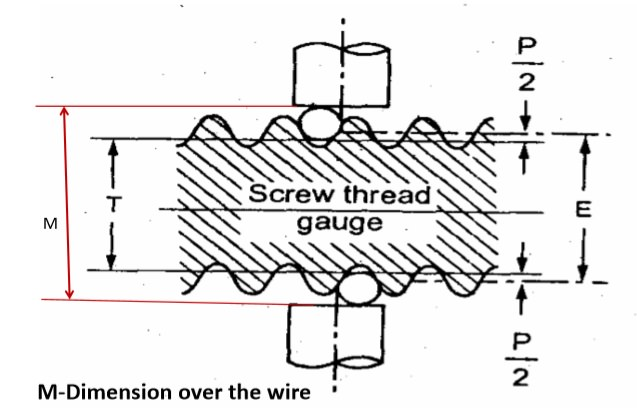 P
2
M
T
Screw thread
gauge
E
P
2
M-Dimension over the wire